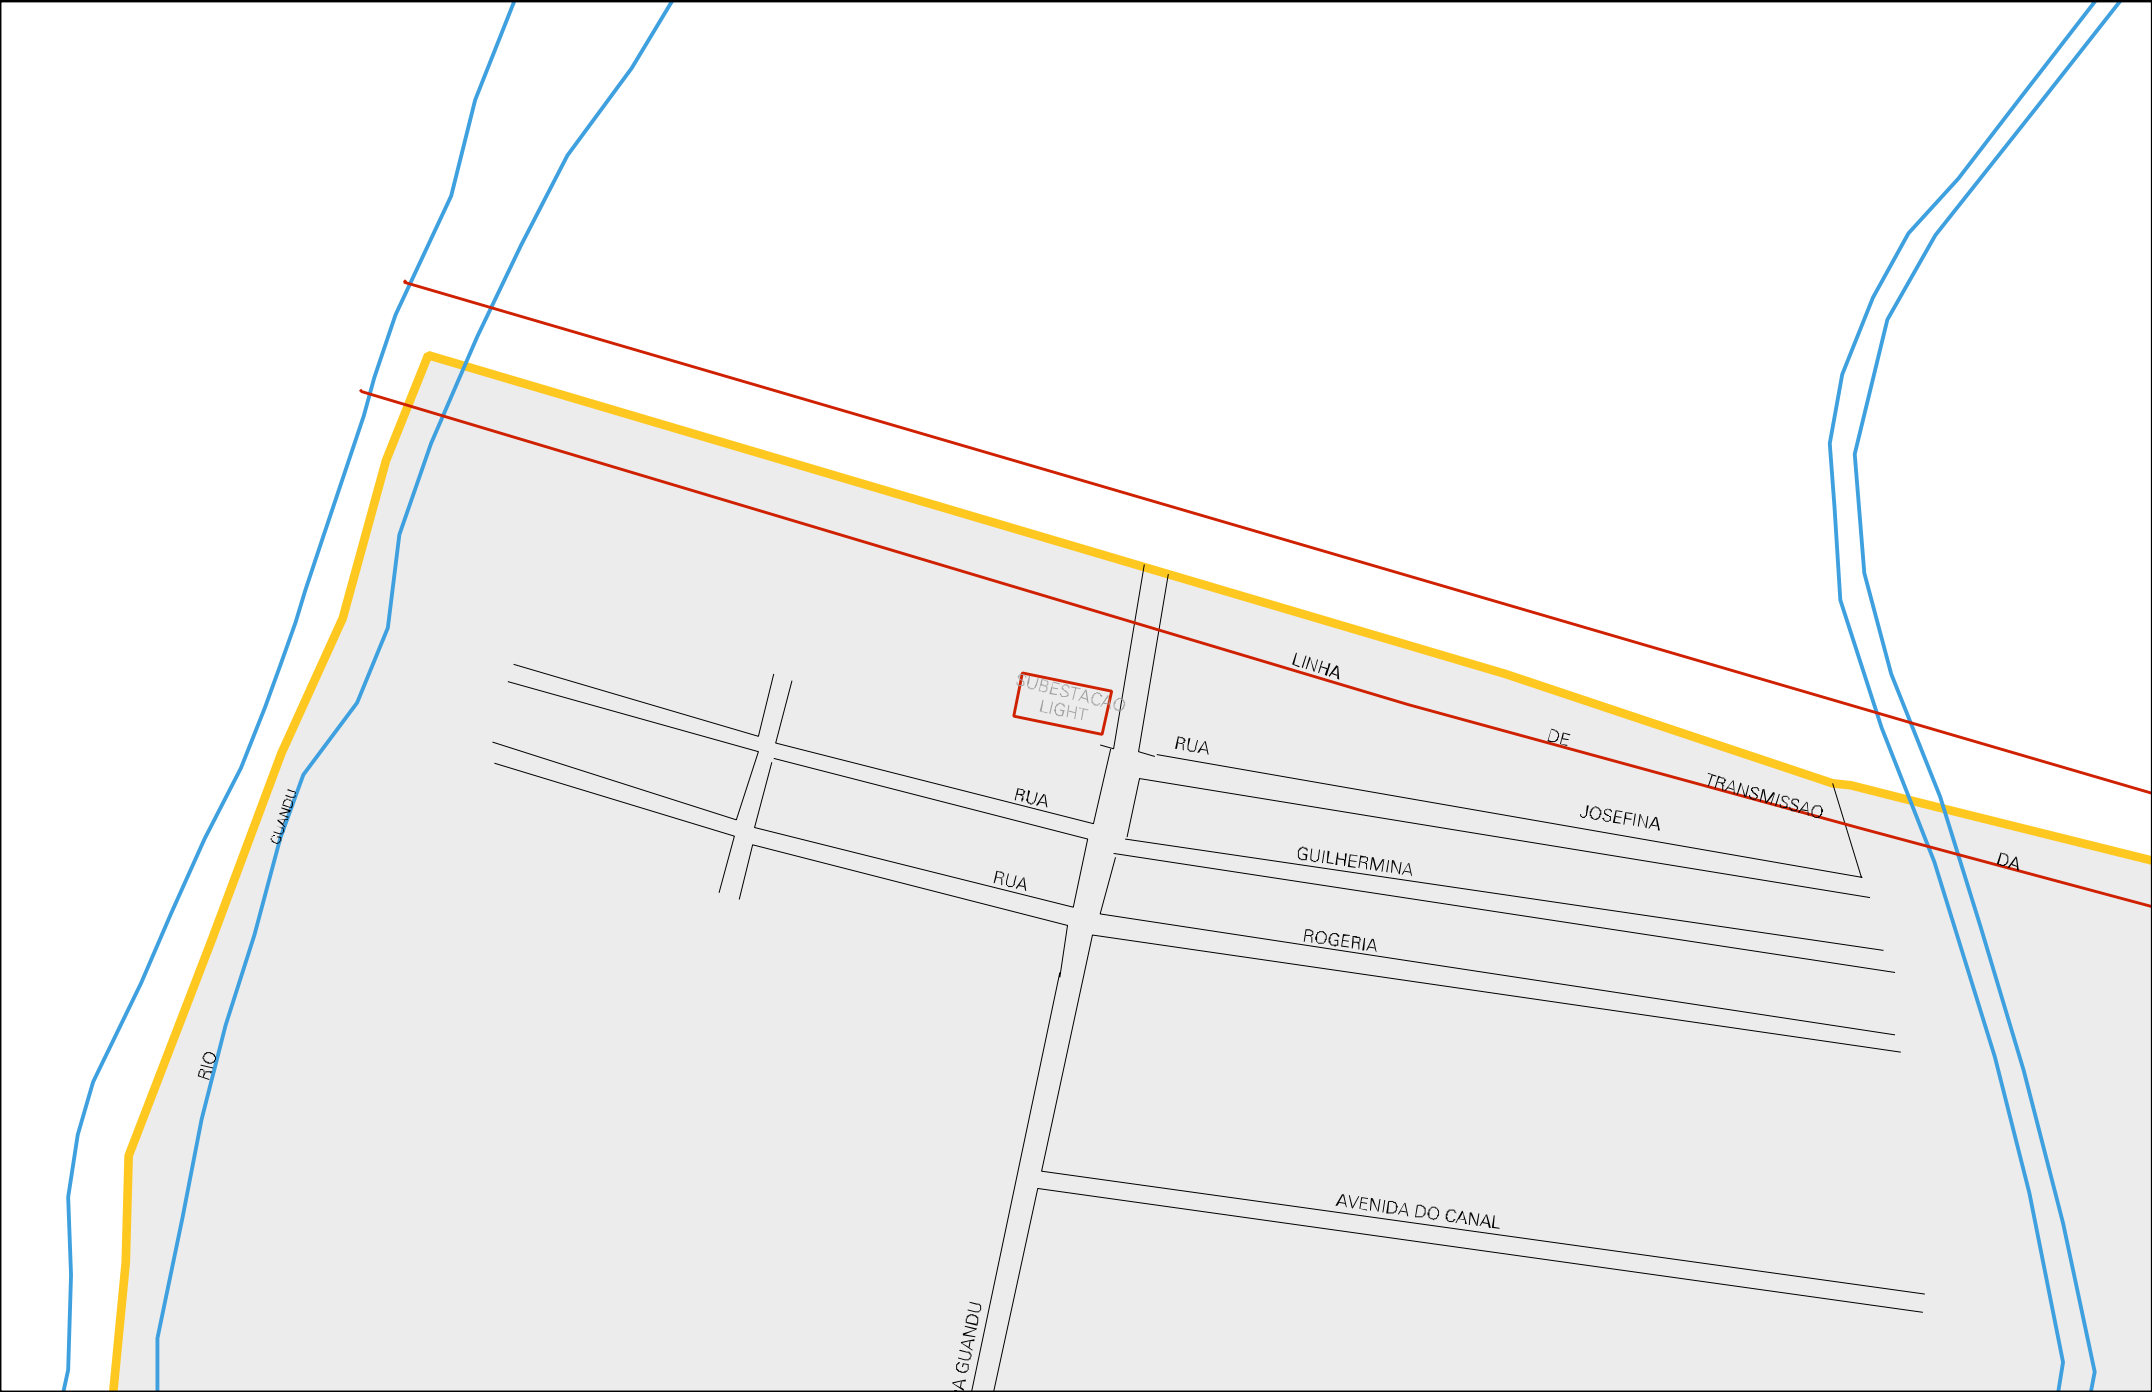 LINHA
DE
TRANSMISSAO
DA
SUBESTACAO
LIGHT
RUA
JOSEFINA
RUA
GUILHERMINA
RUA
ROGERIA
GUANDU
RIO
AVENIDA DO CANAL
A GUANDU